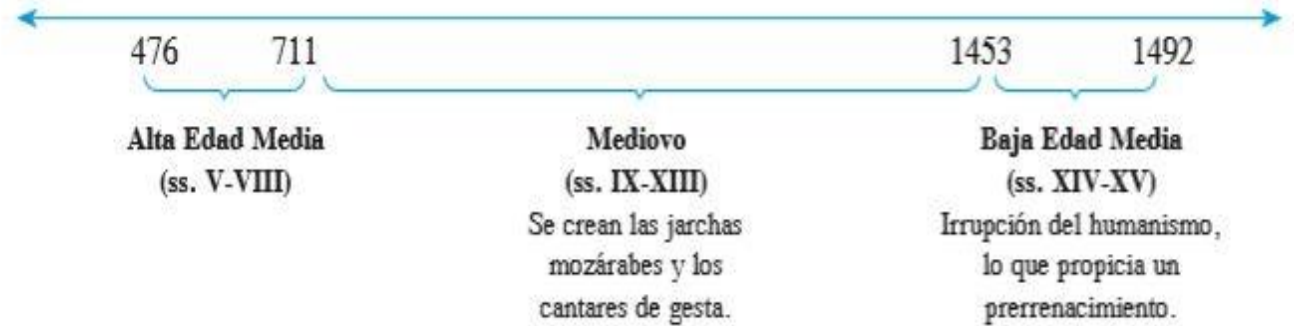 476 711 1453 1492
Alta Edad Media
(ss. V-VIII)
Mediovo
(ss. IX-XIII)
Se crean las jarchas
mozárabes y los
cantares de gesta.
Baja Edad Media
(ss. XIV-XV)
Irrupción del humanismo,
lo que propicia un
prerrenacimiento.